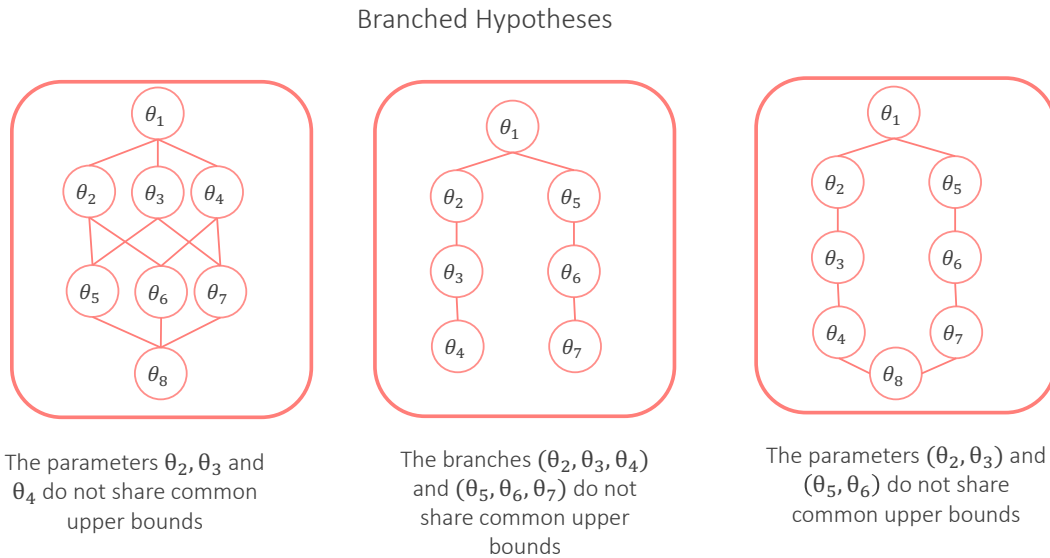 Branched Hypotheses
θ₁
θ₂ θ₃ θ₄
θ₅ θ₆ θ₇
θ₈
The parameters θ₂, θ₃ and
θ₄ do not share common
upper bounds
θ₁
θ₂ θ₅
θ₃ θ₆
θ₄ θ₇
The branches (θ₂, θ₃, θ₄)
and (θ₅, θ₆, θ₇) do not
share common upper
bounds
θ₁
θ₂ θ₅
θ₃ θ₆
θ₄ θ₇
θ₈
The parameters (θ₂, θ₃) and
(θ₅, θ₆) do not share
common upper bounds